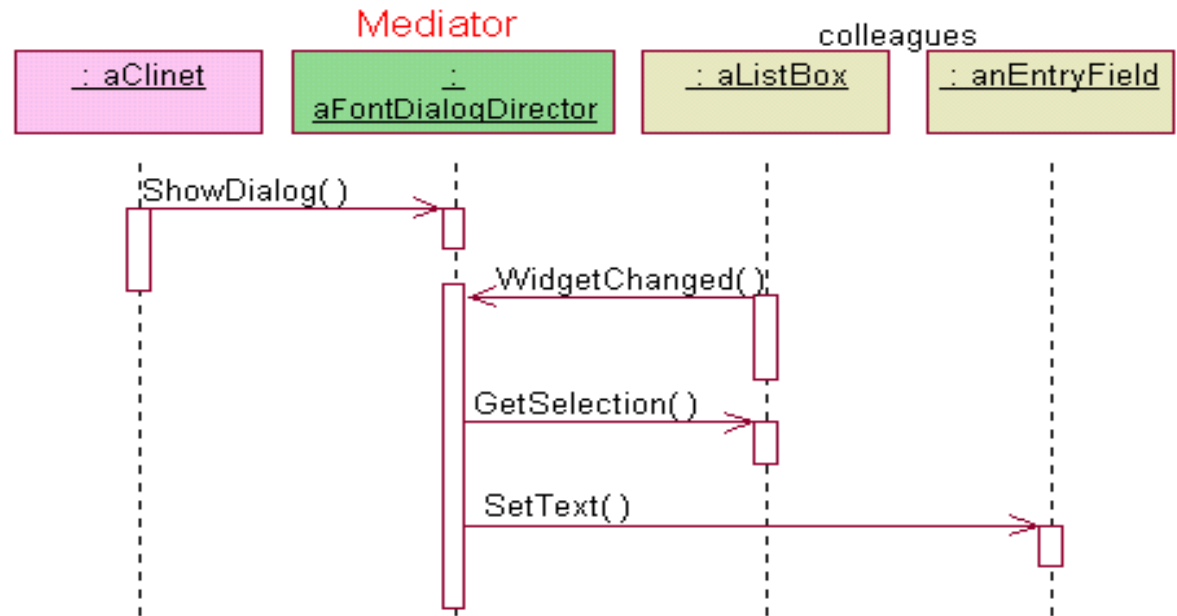 Mediator
colleagues
: aClinet
:
aFontDialogDirector
: aListBox
: anEntryField
ShowDialog( )
WidgetChanged( )
GetSelection( )
SetText( )